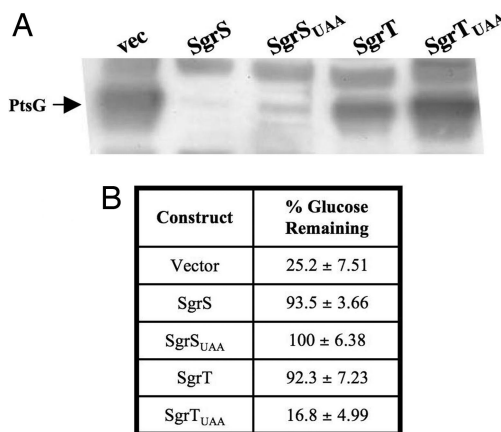 A
vec SgrS SgrSUAA SgrT SgrTUAA
PtsG
B
Construct % Glucose Remaining
Vector 25.2 ± 7.51
SgrS 93.5 ± 3.66
SgrSUAA 100 ± 6.38
SgrT 92.3 ± 7.23
SgrTUAA 16.8 ± 4.99